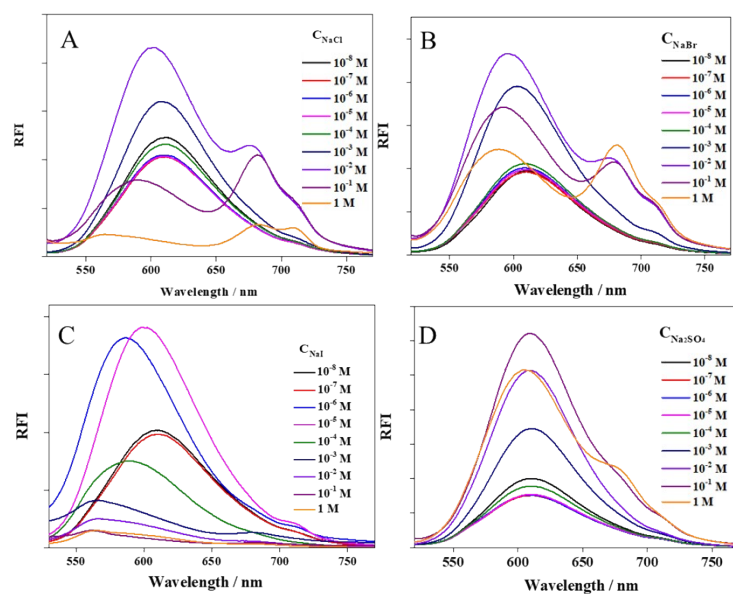 A
C NaCl
10⁻⁸ M
10⁻⁷ M
10⁻⁶ M
10⁻⁵ M
10⁻⁴ M
10⁻³ M
10⁻² M
10⁻¹ M
1 M
RFI
550 600 650 700 750
Wavelength / nm
B
C NaBr
10⁻⁸ M
10⁻⁷ M
10⁻⁶ M
10⁻⁵ M
10⁻⁴ M
10⁻³ M
10⁻² M
10⁻¹ M
1 M
RFI
550 600 650 700 750
Wavelength / nm
C
C NaI
10⁻⁸ M
10⁻⁷ M
10⁻⁶ M
10⁻⁵ M
10⁻⁴ M
10⁻³ M
10⁻² M
10⁻¹ M
1 M
RFI
550 600 650 700 750
Wavelength / nm
D
C Na₂SO₄
10⁻⁸ M
10⁻⁷ M
10⁻⁶ M
10⁻⁵ M
10⁻⁴ M
10⁻³ M
10⁻² M
10⁻¹ M
1 M
RFI
550 600 650 700 750
Wavelength / nm